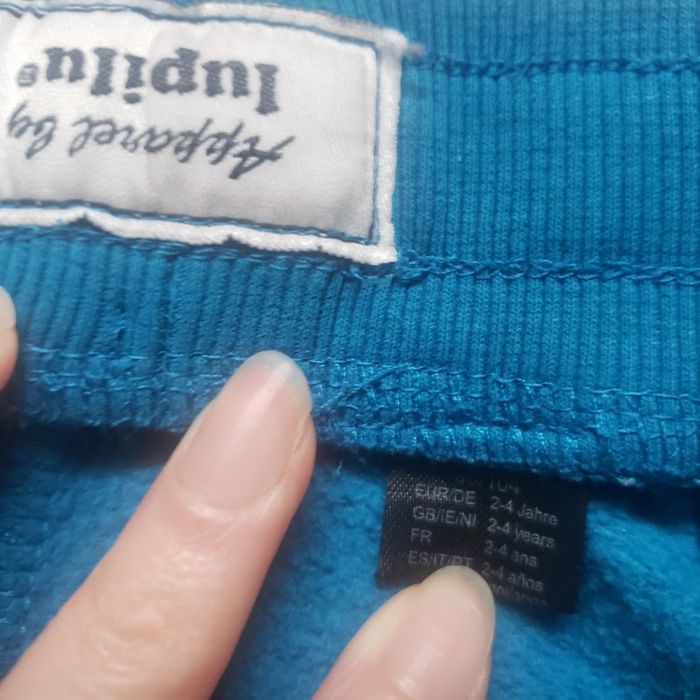 Apparel by
lupilu®
104
EUR/DE 2-4 Jahre
GB/IE/NI 2-4 years
FR 2-4 ans
ES/IT/PT 2-4 años